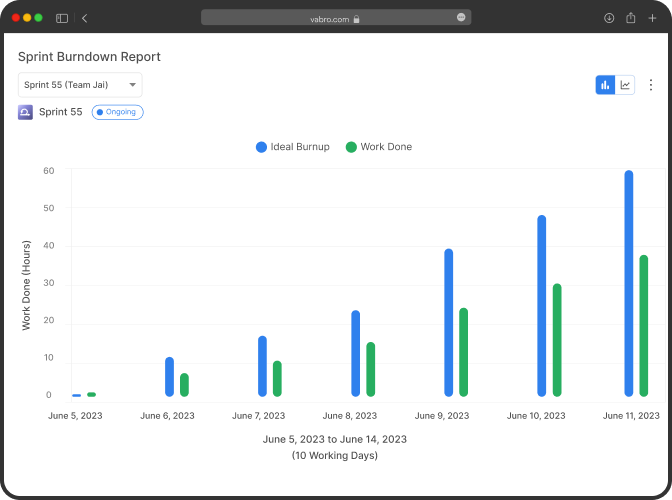 vabro.com
Sprint Burndown Report
Sprint 55 (Team Jai)
Sprint 55 Ongoing
Ideal Burnup Work Done
Work Done (Hours)
60
50
40
30
20
10
0
June 5, 2023 June 6, 2023 June 7, 2023 June 8, 2023 June 9, 2023 June 10, 2023 June 11, 2023
June 5, 2023 to June 14, 2023
(10 Working Days)